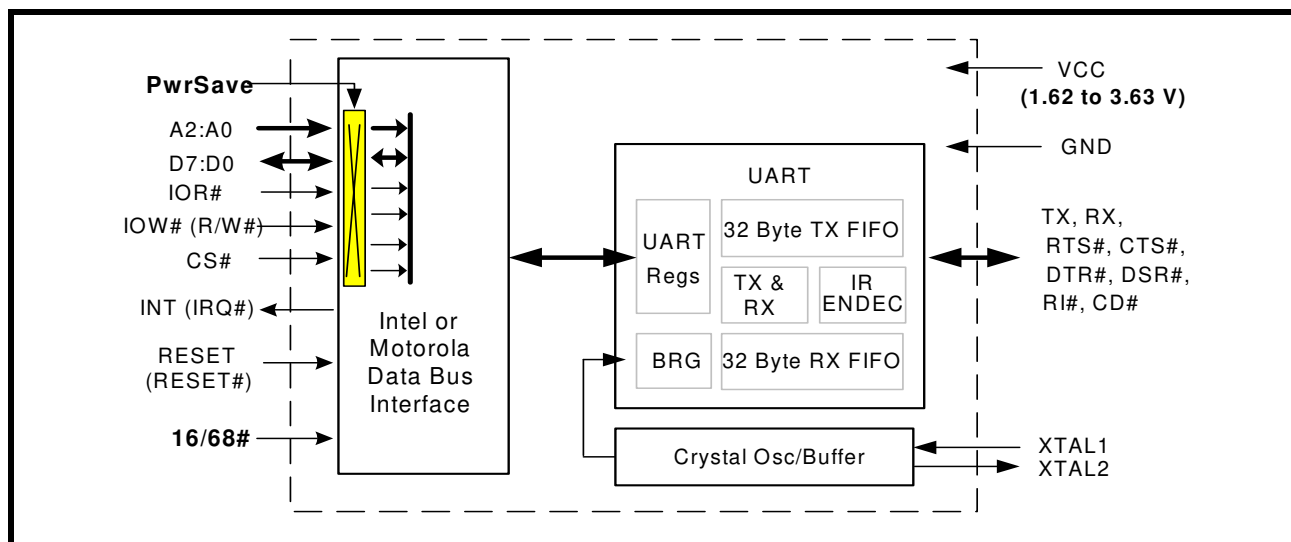 PwrSave
A2:A0
D7:D0
IOR#
IOW# (R/W#)
CS#
INT (IRQ#)
RESET
(RESET#)
16/68#
Intel or
Motorola
Data Bus
Interface
UART
UART
Regs
32 Byte TX FIFO
TX &
RX
IR
ENDEC
BRG
32 Byte RX FIFO
Crystal Osc/Buffer
VCC
(1.62 to 3.63 V)
GND
TX, RX,
RTS#, CTS#,
DTR#, DSR#,
RI#, CD#
XTAL1
XTAL2